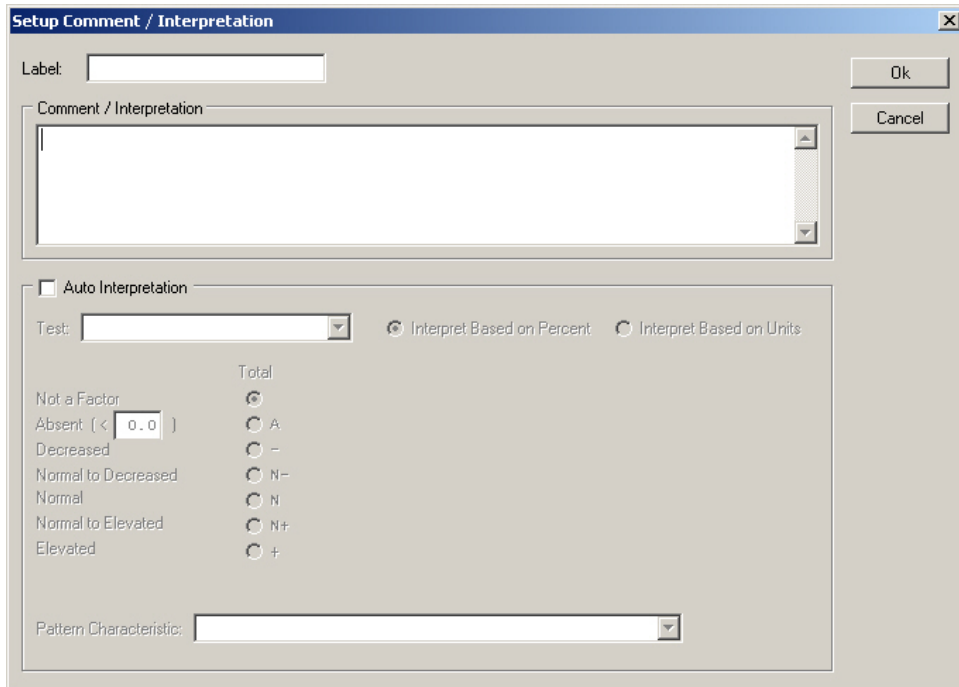 Setup Comment / Interpretation
Label:
Ok
Comment / Interpretation
Cancel
Auto Interpretation
Test:
Interpret Based on Percent
Interpret Based on Units
Total
Not a Factor
Absent ( < 0.0 ) A
Decreased -
Normal to Decreased N-
Normal N
Normal to Elevated N+
Elevated +
Pattern Characteristic: